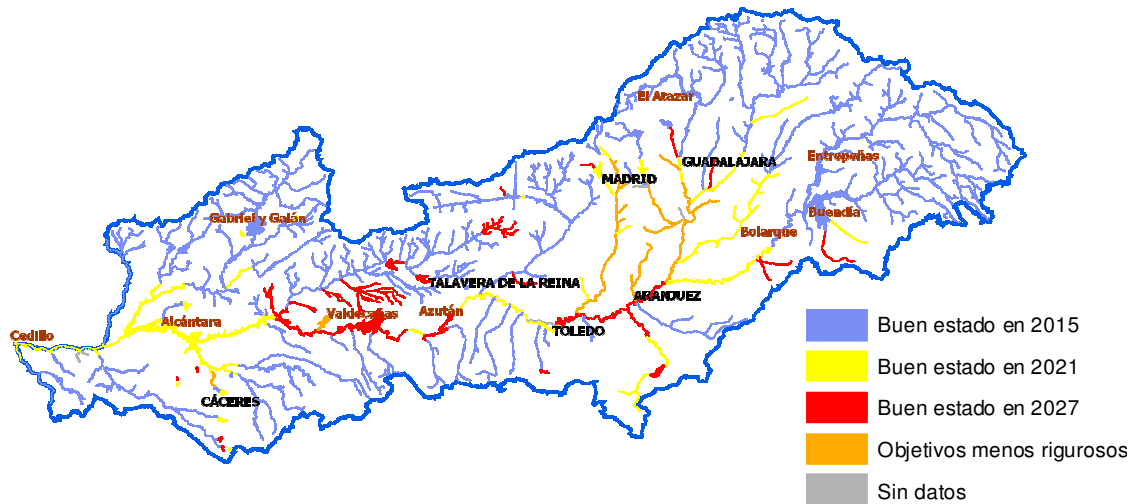 El Atazar
GUADALAJARA
Entrepeñas
MADRID
Gabriel y Galán
Buendía
Bolarque
TALAVERA DE LA REINA
ARANJUEZ
Valdecañas
Azután
Alcántara
TOLEDO
Cedillo
CÁCERES
Buen estado en 2015
Buen estado en 2021
Buen estado en 2027
Objetivos menos rigurosos
Sin datos